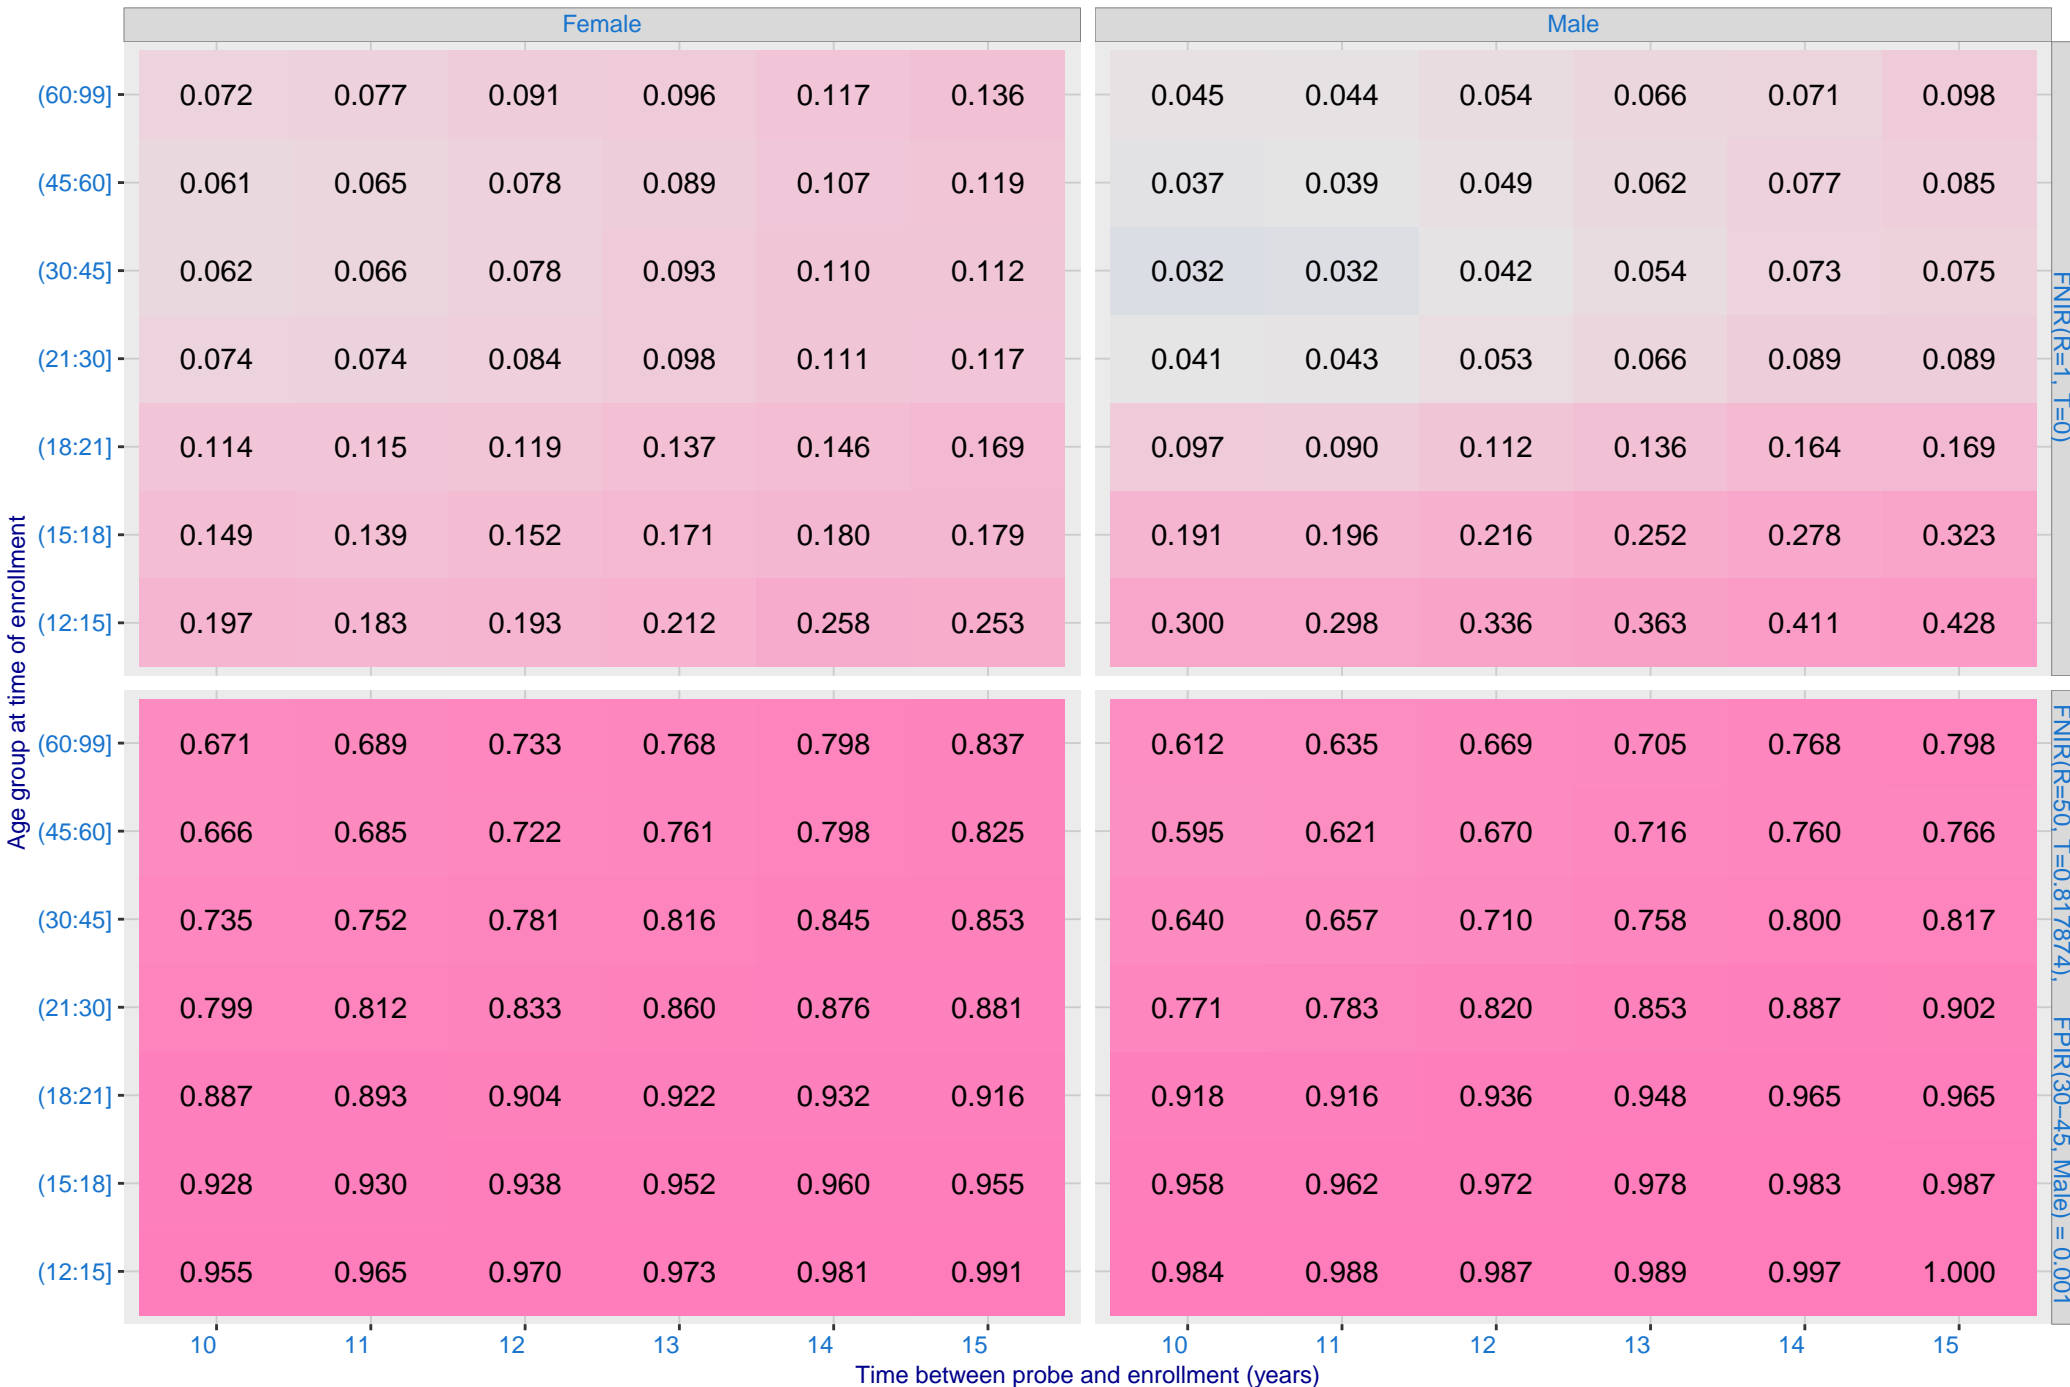 Female Male
(60:99] 0.072 0.077 0.091 0.096 0.117 0.136 0.045 0.044 0.054 0.066 0.071 0.098
(45:60] 0.061 0.065 0.078 0.089 0.107 0.119 0.037 0.039 0.049 0.062 0.077 0.085
(30:45] 0.062 0.066 0.078 0.093 0.110 0.112 0.032 0.032 0.042 0.054 0.073 0.075
(21:30] 0.074 0.074 0.084 0.098 0.111 0.117 0.041 0.043 0.053 0.066 0.089 0.089
(18:21] 0.114 0.115 0.119 0.137 0.146 0.169 0.097 0.090 0.112 0.136 0.164 0.169
(15:18] 0.149 0.139 0.152 0.171 0.180 0.179 0.191 0.196 0.216 0.252 0.278 0.323
(12:15] 0.197 0.183 0.193 0.212 0.258 0.253 0.300 0.298 0.336 0.363 0.411 0.428
FNIR(R=1, T=0)
Age group at time of enrollment
(60:99] 0.671 0.689 0.733 0.768 0.798 0.837 0.612 0.635 0.669 0.705 0.768 0.798
(45:60] 0.666 0.685 0.722 0.761 0.798 0.825 0.595 0.621 0.670 0.716 0.760 0.766
(30:45] 0.735 0.752 0.781 0.816 0.845 0.853 0.640 0.657 0.710 0.758 0.800 0.817
(21:30] 0.799 0.812 0.833 0.860 0.876 0.881 0.771 0.783 0.820 0.853 0.887 0.902
(18:21] 0.887 0.893 0.904 0.922 0.932 0.916 0.918 0.916 0.936 0.948 0.965 0.965
(15:18] 0.928 0.930 0.938 0.952 0.960 0.955 0.958 0.962 0.972 0.978 0.983 0.987
(12:15] 0.955 0.965 0.970 0.973 0.981 0.991 0.984 0.988 0.987 0.989 0.997 1.000
FNIR(R=50, T=0.817874), FPIR(30−45, Male) = 0.001
10 11 12 13 14 15 10 11 12 13 14 15
Time between probe and enrollment (years)